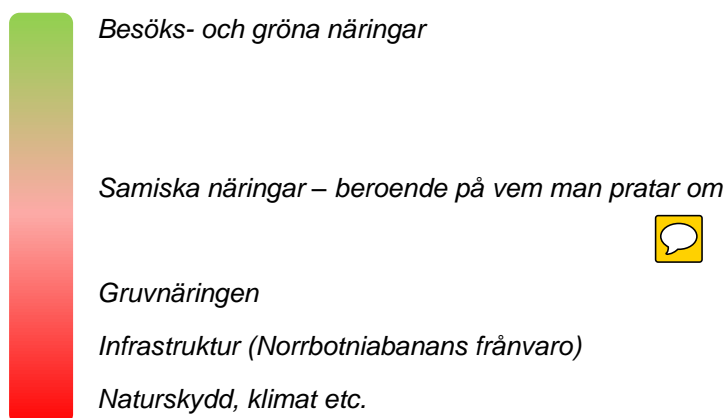 Besöks- och gröna näringar
Samiska näringar – beroende på vem man pratar om
Gruvnäringen
Infrastruktur (Norrbotniabanans frånvaro)
Naturskydd, klimat etc.